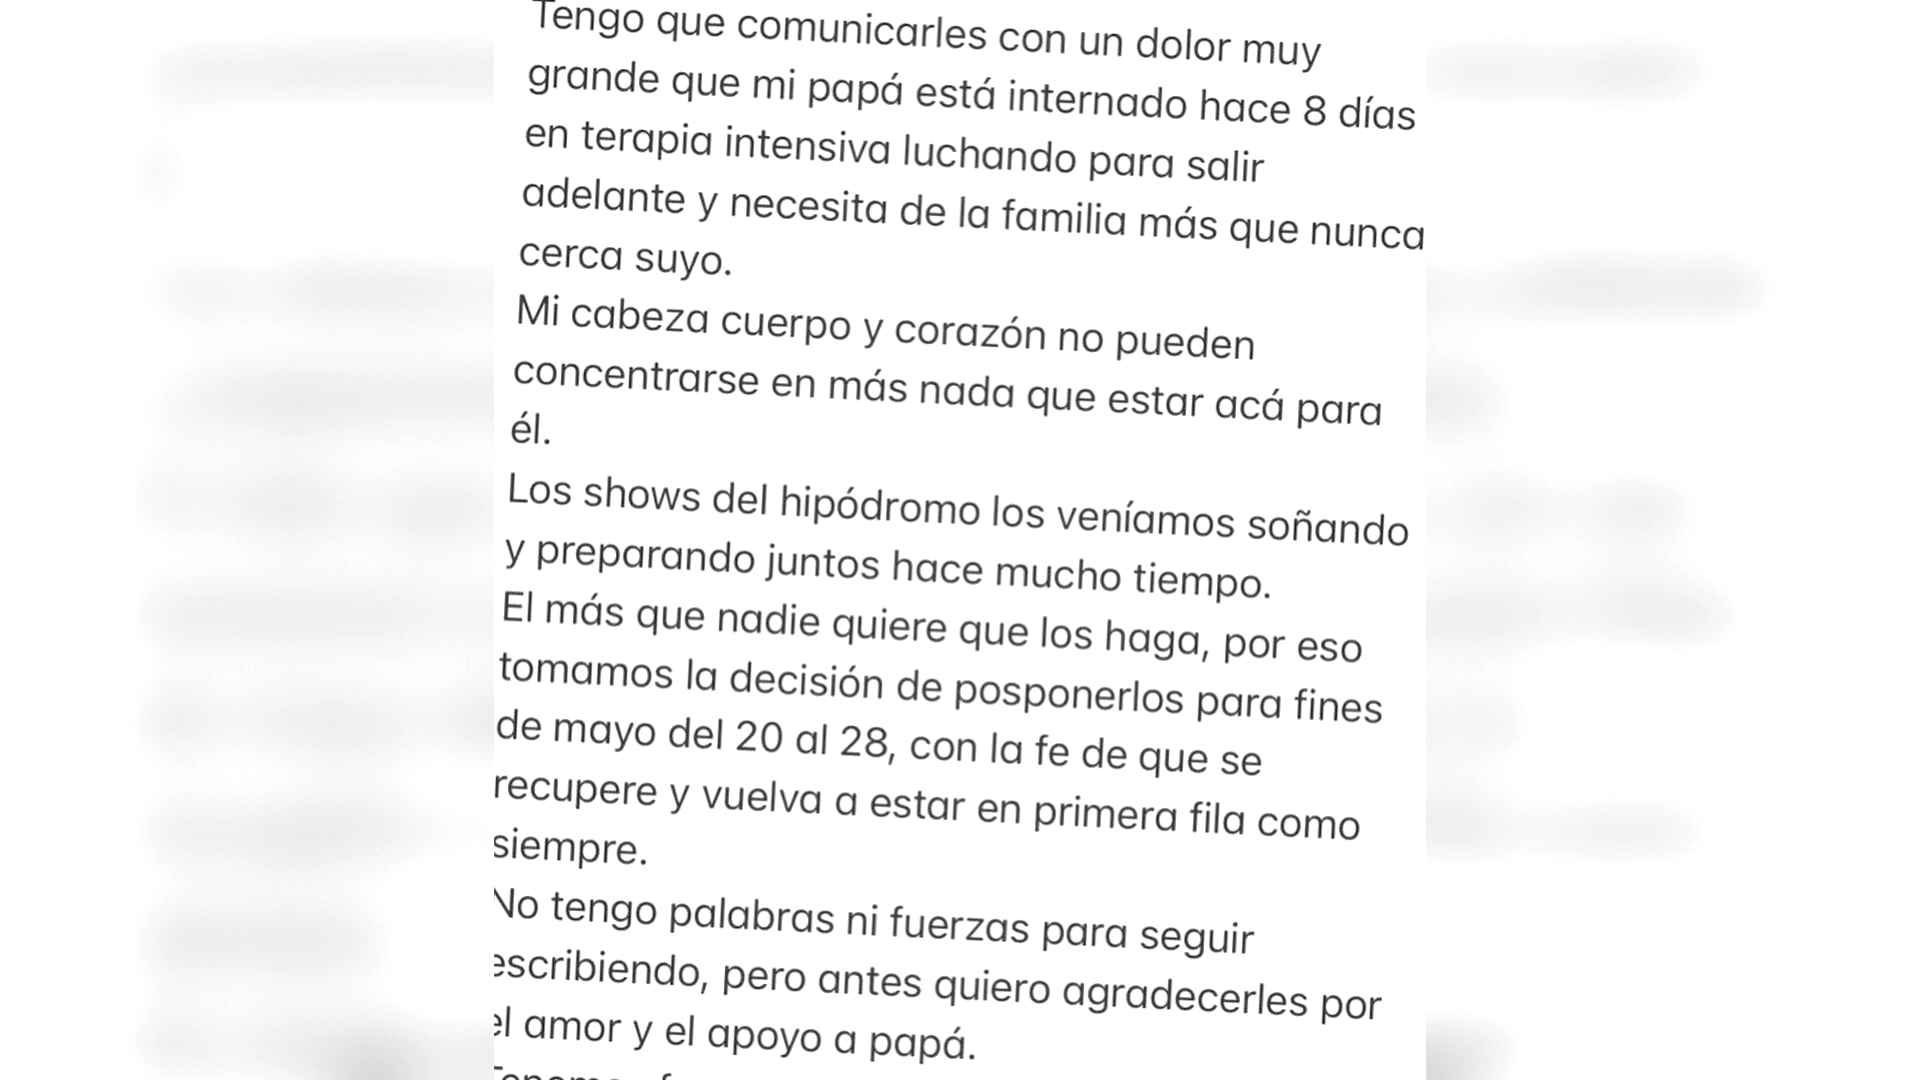 Tengo que comunicarles con un dolor muy
grande que mi papá está internado hace 8 días
en terapia intensiva luchando para salir
adelante y necesita de la familia más que nunca
cerca suyo.
Mi cabeza cuerpo y corazón no pueden
concentrarse en más nada que estar acá para
él.
Los shows del hipódromo los veníamos soñando
y preparando juntos hace mucho tiempo.
El más que nadie quiere que los haga, por eso
tomamos la decisión de posponerlos para fines
de mayo del 20 al 28, con la fe de que se
recupere y vuelva a estar en primera fila como
siempre.
No tengo palabras ni fuerzas para seguir
escribiendo, pero antes quiero agradecerles por
el amor y el apoyo a papá.